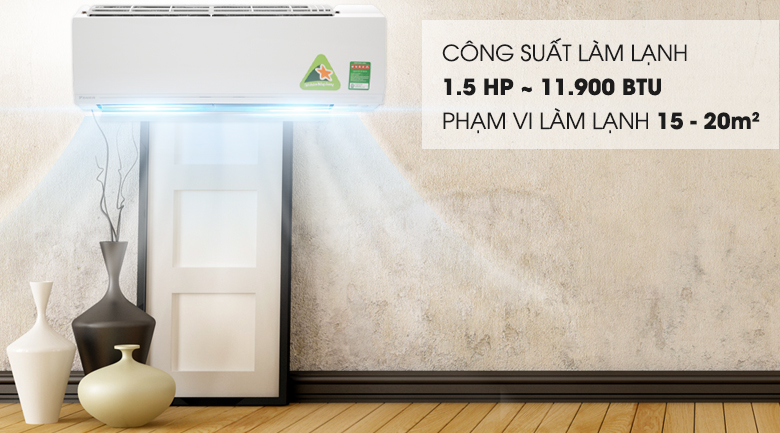 CÔNG SUẤT LÀM LẠNH
1.5 HP ~ 11.900 BTU
PHẠM VI LÀM LẠNH 15 - 20m²